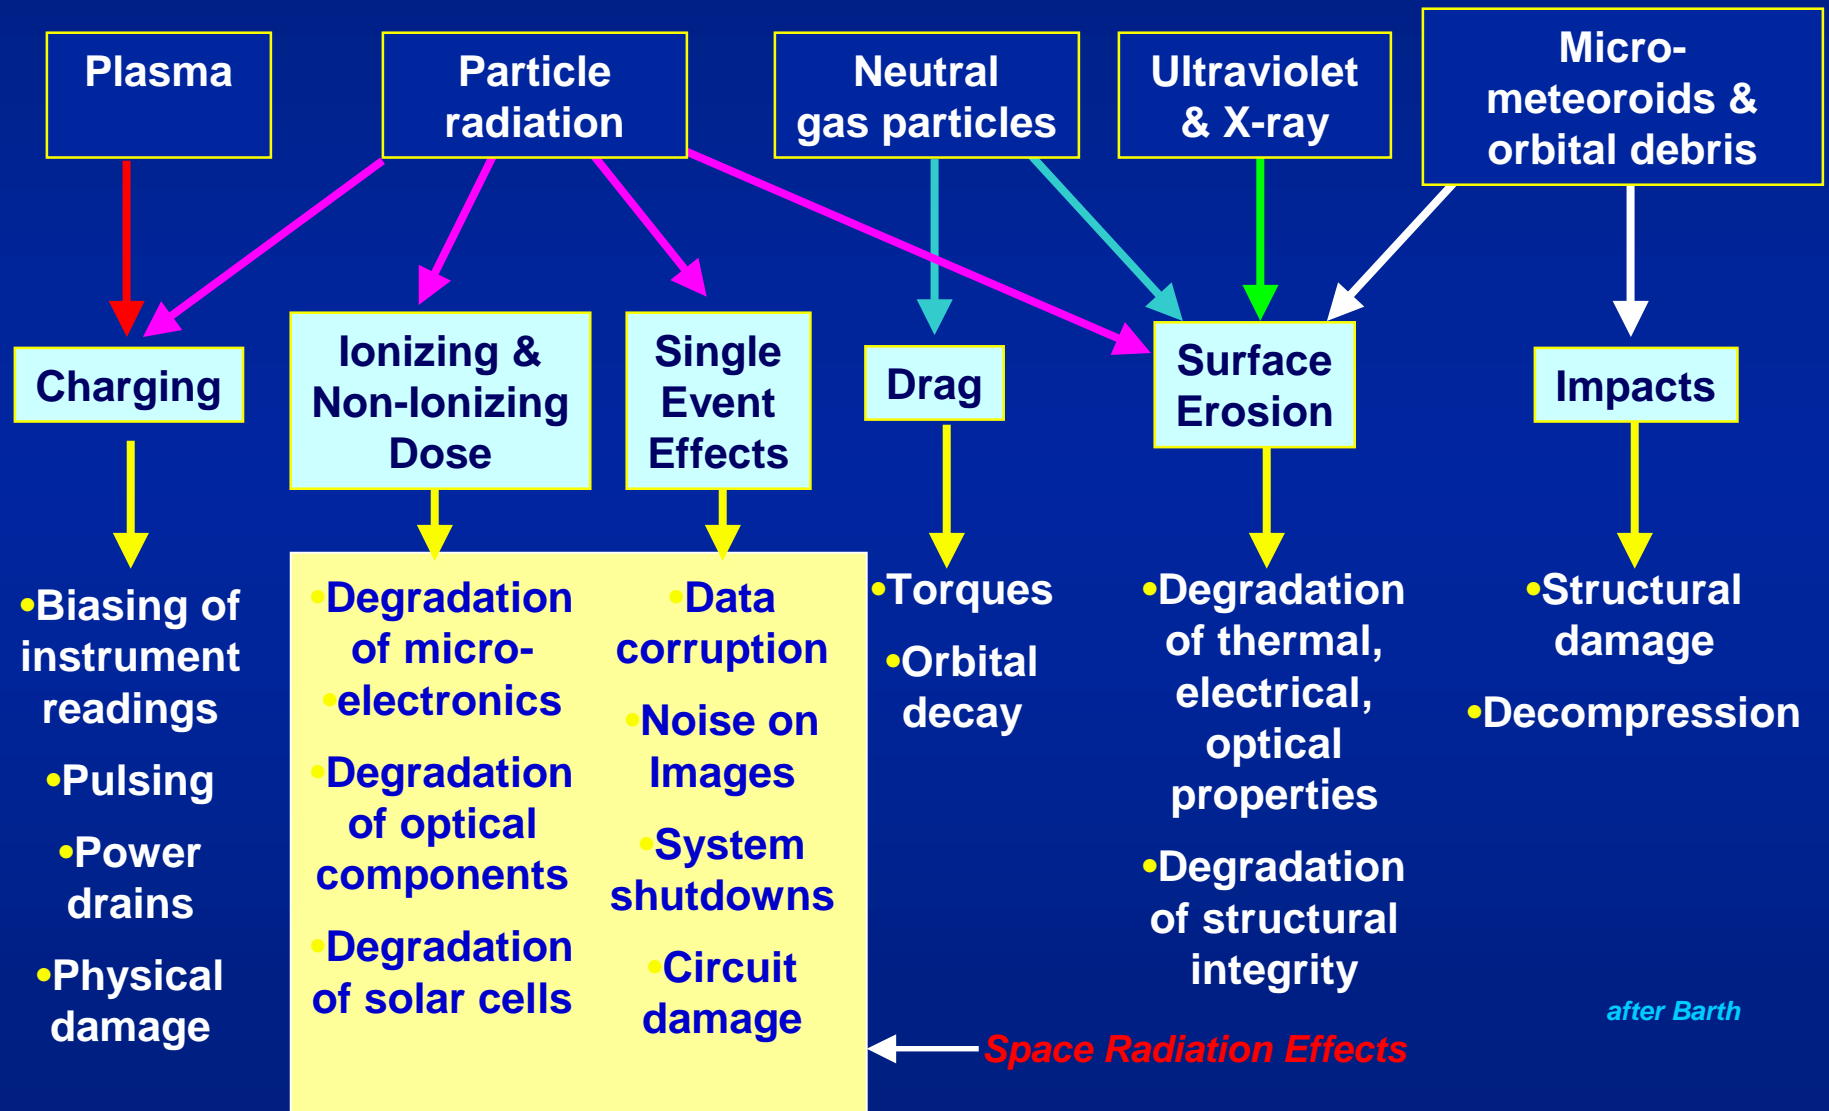 Plasma
Particle
radiation
Neutral
gas particles
Ultraviolet
& X-ray
Micro-
meteoroids &
orbital debris
Charging
Ionizing &
Non-Ionizing
Dose
Single
Event
Effects
Drag
Surface
Erosion
Impacts
•Biasing of
instrument
readings
•Pulsing
•Power
drains
•Physical
damage
•Degradation
of micro-
•electronics
•Degradation
of optical
components
•Degradation
of solar cells
•Data
corruption
•Noise on
Images
•System
shutdowns
•Circuit
damage
•Torques
•Orbital
decay
•Degradation
of thermal,
electrical,
optical
properties
•Degradation
of structural
integrity
•Structural
damage
•Decompression
after Barth
Space Radiation Effects